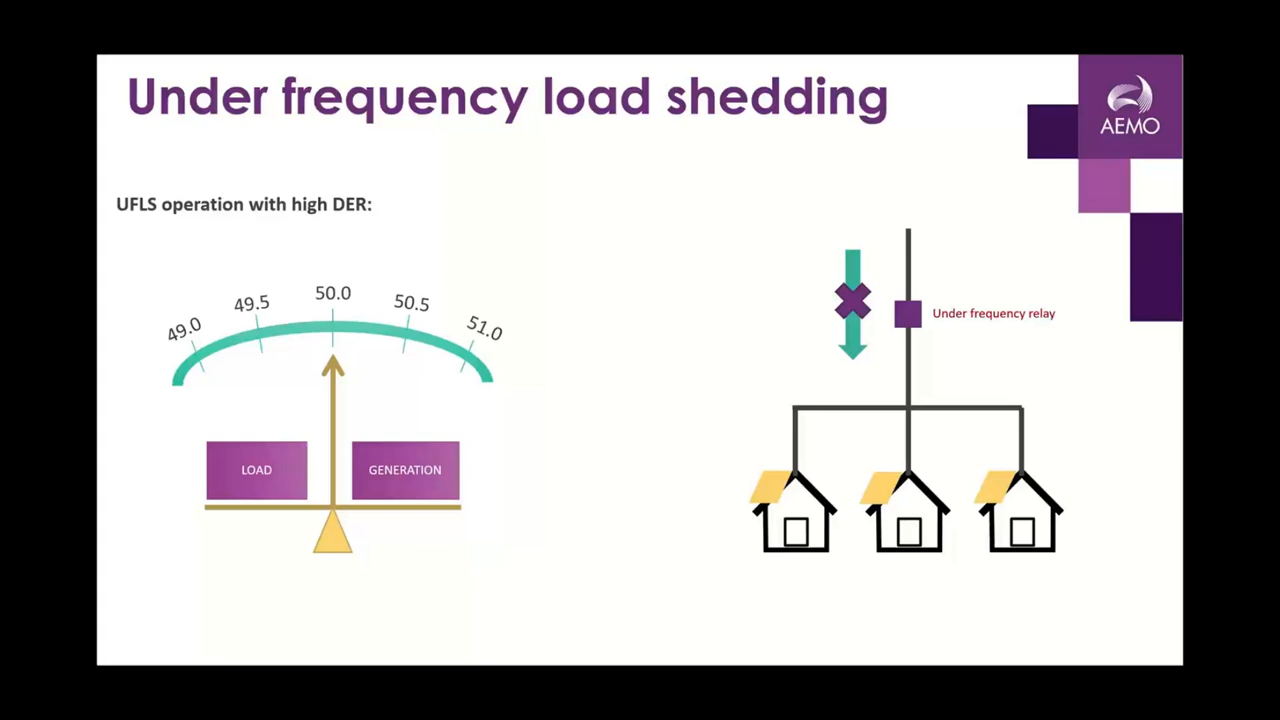 Under frequency load shedding
AEMO
UFLS operation with high DER:
49.0
49.5
50.0
50.5
51.0
Under frequency relay
LOAD
GENERATION